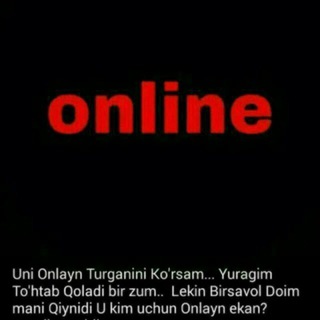 online
Uni Onlayn Turganini Ko'rsam... Yuragim
To'htab Qoladi bir zum.. Lekin Birsavol Doim
mani Qiynidi U kim uchun Onlayn ekan?